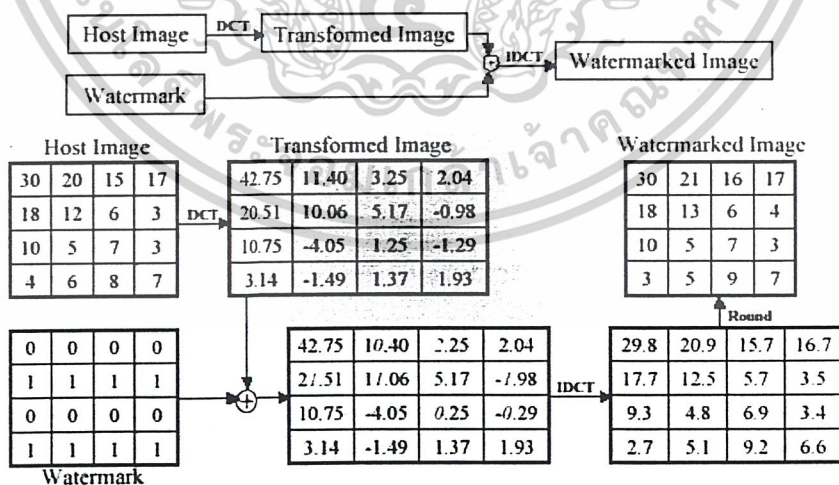 Host Image
DCT
Transformed Image
IDCT
Watermarked Image
Watermark
Host Image
Transformed Image
Watermarked Image
30 20 15 17
18 12 6 3
10 5 7 3
4 6 8 7
DCT
42.75 11.40 3.25 2.04
20.51 10.06 5.17 -0.98
10.75 -4.05 1.25 -1.29
3.14 -1.49 1.37 1.93
30 21 16 17
18 13 6 4
10 5 7 3
3 5 9 7
Round
0 0 0 0
1 1 1 1
0 0 0 0
1 1 1 1
Watermark
42.75 10.40 2.25 2.04
21.51 11.06 5.17 -1.98
10.75 -4.05 0.25 -0.29
3.14 -1.49 1.37 1.93
IDCT
29.8 20.9 15.7 16.7
17.7 12.5 5.7 3.5
9.3 4.8 6.9 3.4
2.7 5.1 9.2 6.6